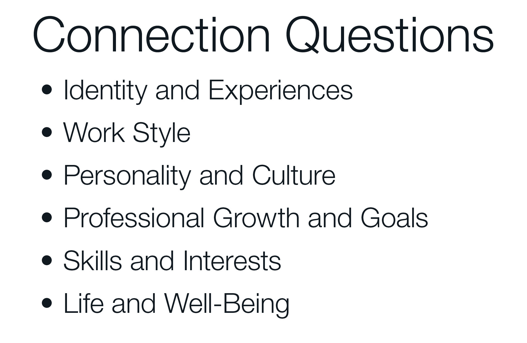 Connection Questions
• Identity and Experiences
• Work Style
• Personality and Culture
• Professional Growth and Goals
• Skills and Interests
• Life and Well-Being